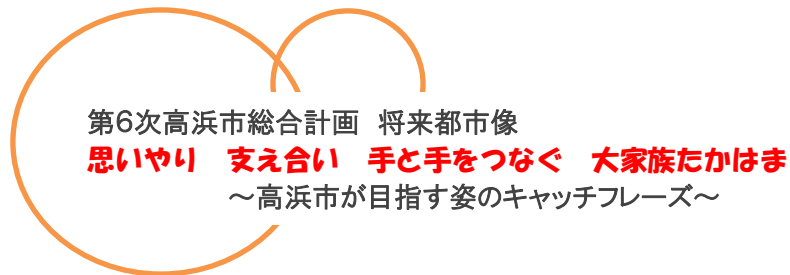 第6次高浜市総合計画　将来都市像
思いやり　支え合い　手と手をつなぐ　大家族たかはま
～高浜市が目指す姿のキャッチフレーズ～